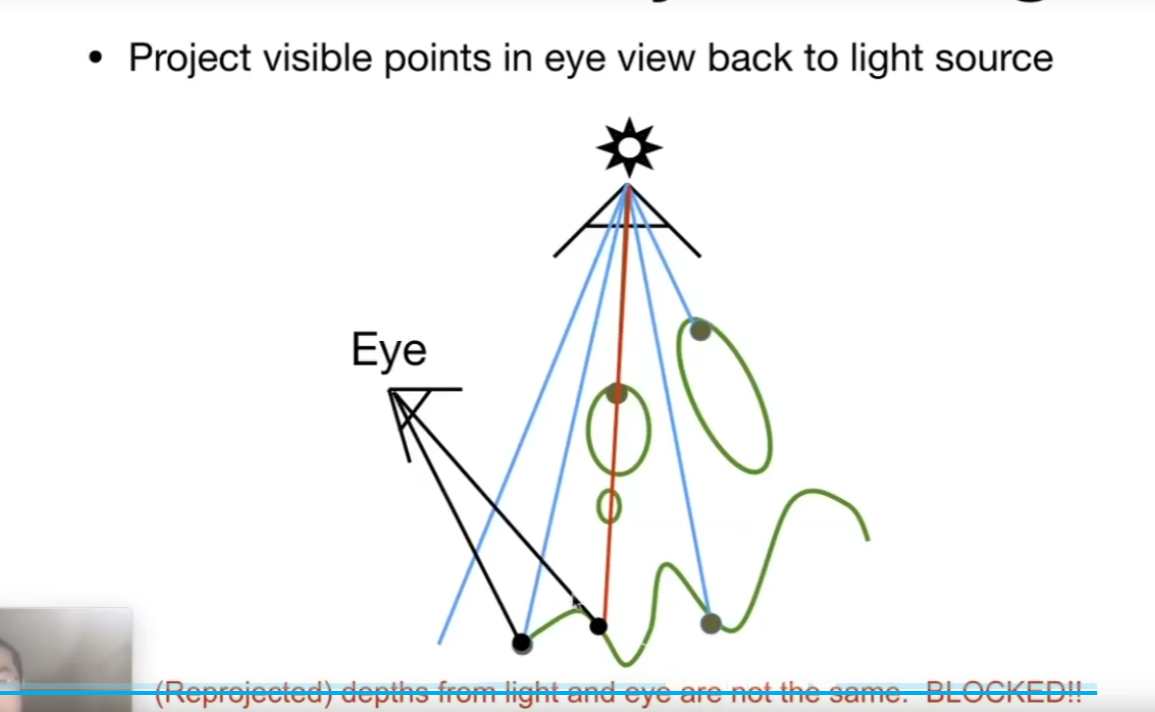 • Project visible points in eye view back to light source
Eye
(Reprojected) depths from light and eye are not the same. BLOCKED!!